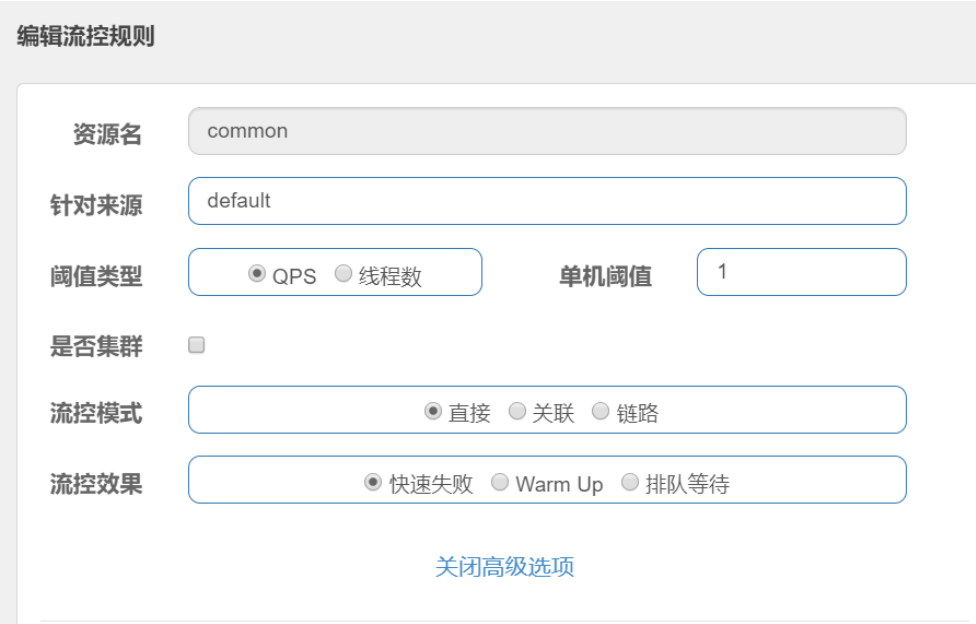 编辑流控规则
资源名 common
针对来源 default
阈值类型 QPS 线程数 单机阈值 1
是否集群
流控模式 直接 关联 链路
流控效果 快速失败 Warm Up 排队等待
关闭高级选项